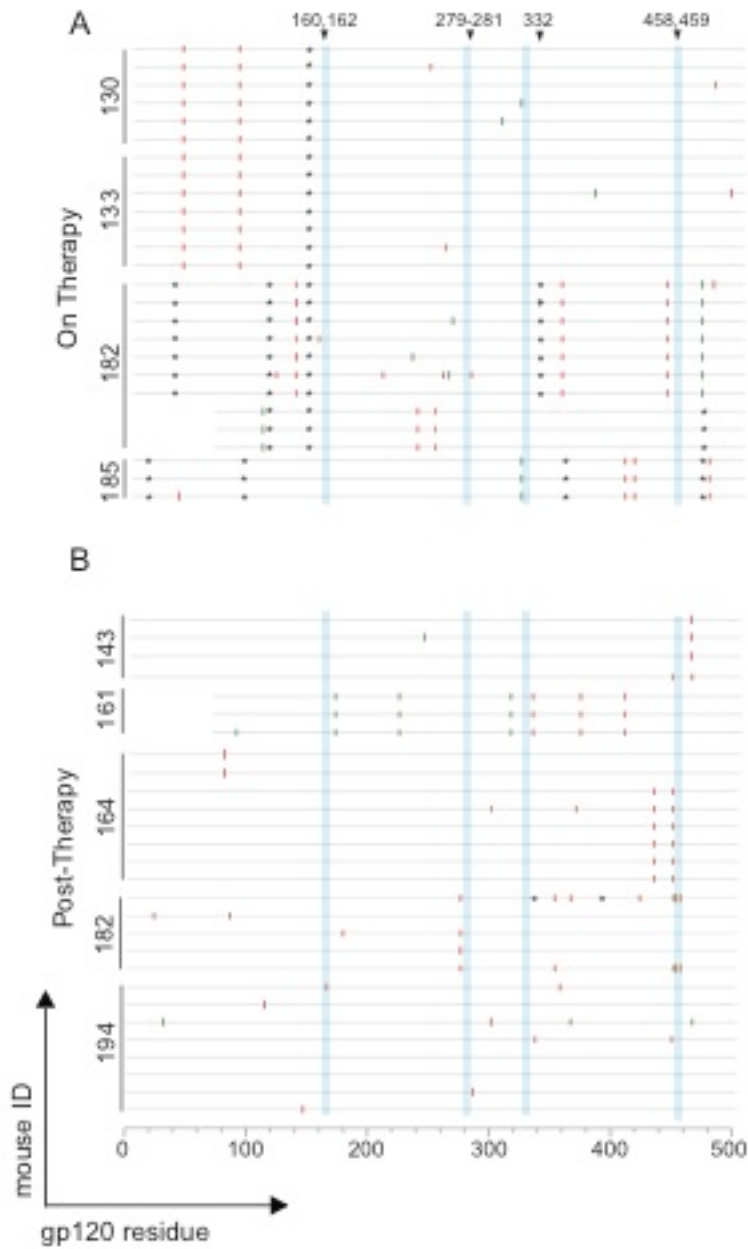 A
160,162 279-281 332 458,459
On Therapy
130
133
182
185
B
Post-Therapy
143
161
164
182
194
0 100 200 300 400 500
mouse ID
gp120 residue